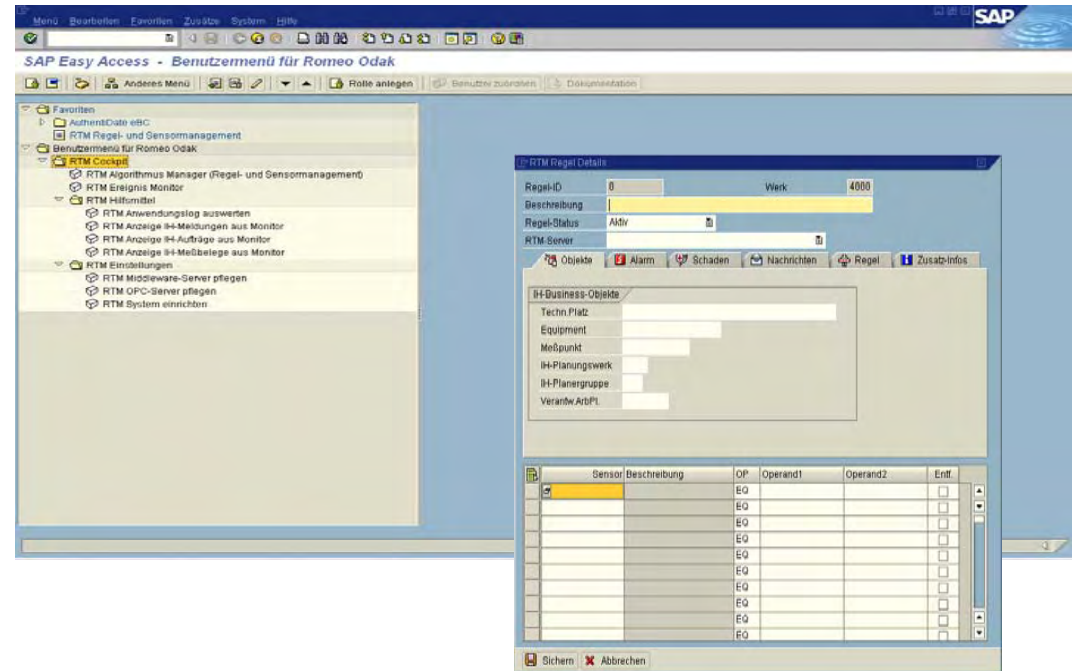 Menü Bearbeiten Favoriten Zusätze System Hilfe
SAP
SAP Easy Access - Benutzermenü für Romeo Odak
Anderes Menü Rolle anlegen Benutzer zuordnen Dokumentation
Favoriten
AuthentiDate eBC
RTM Regel- und Sensormanagement
Benutzermenü für Romeo Odak
RTM Cockpit
RTM Algorithmus Manager (Regel- und Sensormanagement)
RTM Ereignis Monitor
RTM Hilfsmittel
RTM Anwendungslog auswerten
RTM Anzeige IH-Meldungen aus Monitor
RTM Anzeige IH-Aufträge aus Monitor
RTM Anzeige IH-Meßbelege aus Monitor
RTM Einstellungen
RTM Middleware-Server pflegen
RTM OPC-Server pflegen
RTM System einrichten
RTM Regel Details
Regel-ID 0 Werk 4000
Beschreibung
Regel-Status Aktiv
RTM-Server
Objekte Alarm Schaden Nachrichten Regel Zusatz-Infos
IH-Business-Objekte
Techn.Platz
Equipment
Meßpunkt
IH-Planungswerk
IH-Planergruppe
Verantw.ArbPl.
Sensor Beschreibung OP Operand1 Operand2 Entf.
EQ
EQ
EQ
EQ
EQ
EQ
EQ
EQ
EQ
EQ
Sichern Abbrechen